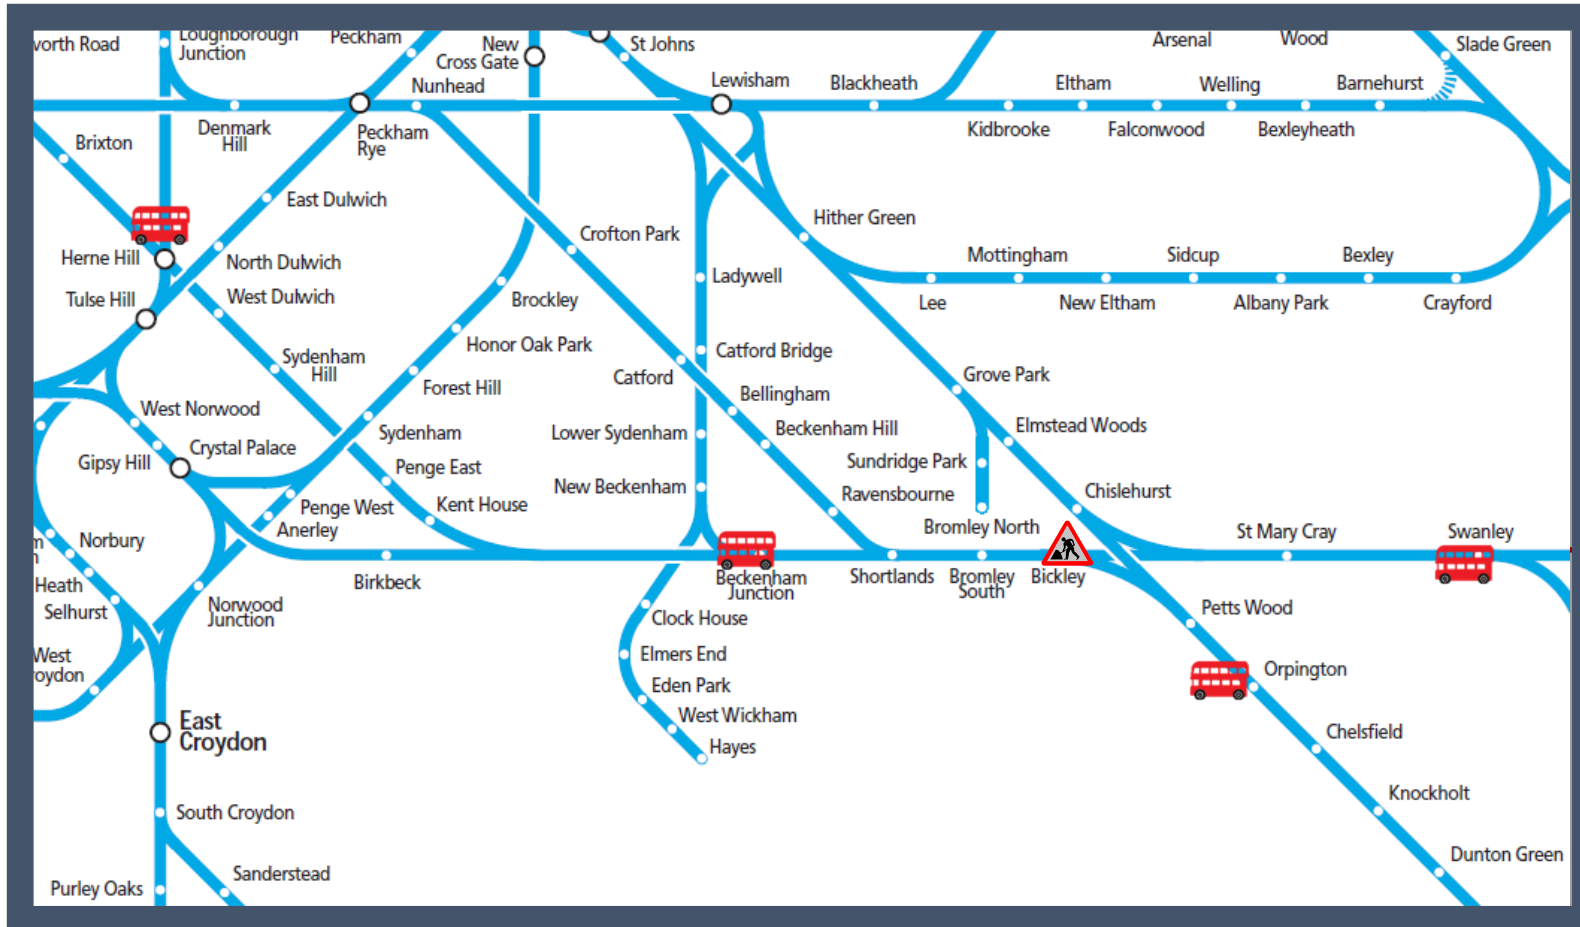 Loughborough
Junction
Peckham
New
Cross Gate
St Johns
Arsenal
Wood
Slade Green
Road
Nunhead
Lewisham
Blackheath
Eltham
Welling
Barnehurst
Denmark
Hill
Peckham
Rye
Kidbrooke
Falconwood
Bexleyheath
Brixton
East Dulwich
Hither Green
Crofton Park
Herne Hill
North Dulwich
Mottingham
Sidcup
Bexley
Ladywell
Tulse Hill
West Dulwich
Brockley
Lee
New Eltham
Albany Park
Crayford
Honor Oak Park
Catford Bridge
Sydenham
Hill
Catford
Grove Park
Forest Hill
Bellingham
West Norwood
Sydenham
Lower Sydenham
Beckenham Hill
Elmstead Woods
Crystal Palace
Gipsy Hill
Penge East
Sundridge Park
New Beckenham
Ravensbourne
Chislehurst
Penge West
Kent House
Anerley
Bromley North
St Mary Cray
Swanley
Norbury
Birkbeck
Beckenham
Junction
Shortlands
Bromley
South
Bickley
Heath
Selhurst
Norwood
Junction
Clock House
Petts Wood
West
Elmers End
Orpington
Eden Park
West Wickham
East
Croydon
Hayes
Chelsfield
Knockholt
South Croydon
Dunton Green
Sanderstead
Purley Oaks